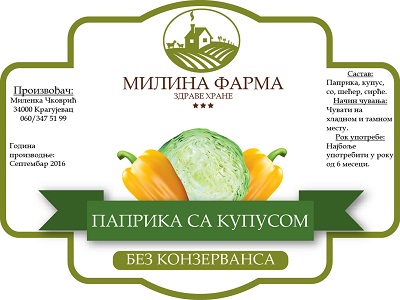 МИЛИНА ФАРМА
ЗДРАВЕ ХРАНЕ
Произвођач:
Миленка Чковрић
34000 Крагујевац
060/347 51 99
Година
производње:
Септембар 2016
Састав:
Паприка, купус,
со, шећер, сирће.
Начин чувања:
Чувати на
хладном и тамном
месту.
Рок употребе:
Најбоље
употребити у року
од 6 месеци.
ПАПРИКА СА КУПУСОМ
БЕЗ КОНЗЕРВАНСА